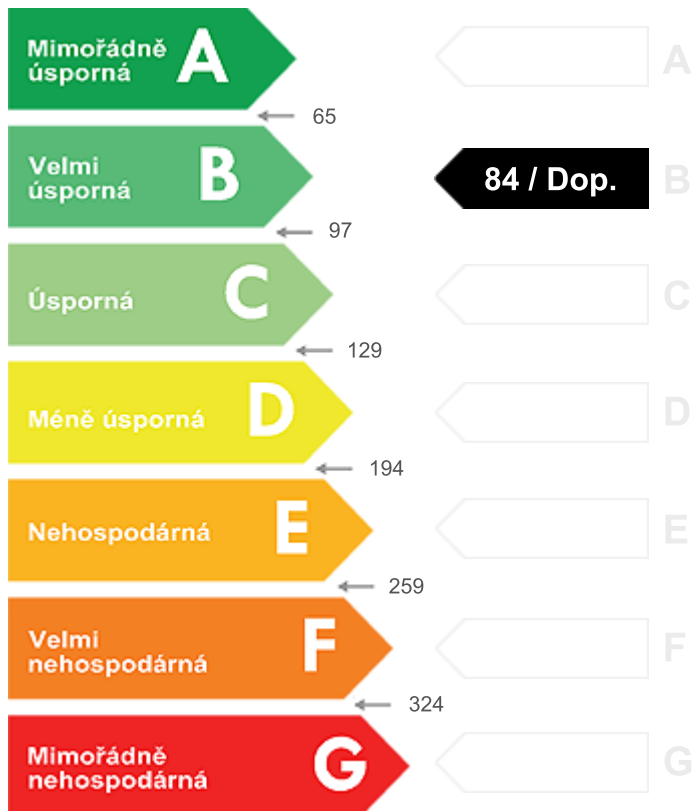 Mimořádně
úsporná
A
A
65
Velmi
úsporná
B
84 / Dop.
B
97
Úsporná
C
C
129
Méně úsporná
D
D
194
Nehospodárná
E
E
259
Velmi
nehospodárná
F
F
324
Mimořádně
nehospodárná
G
G